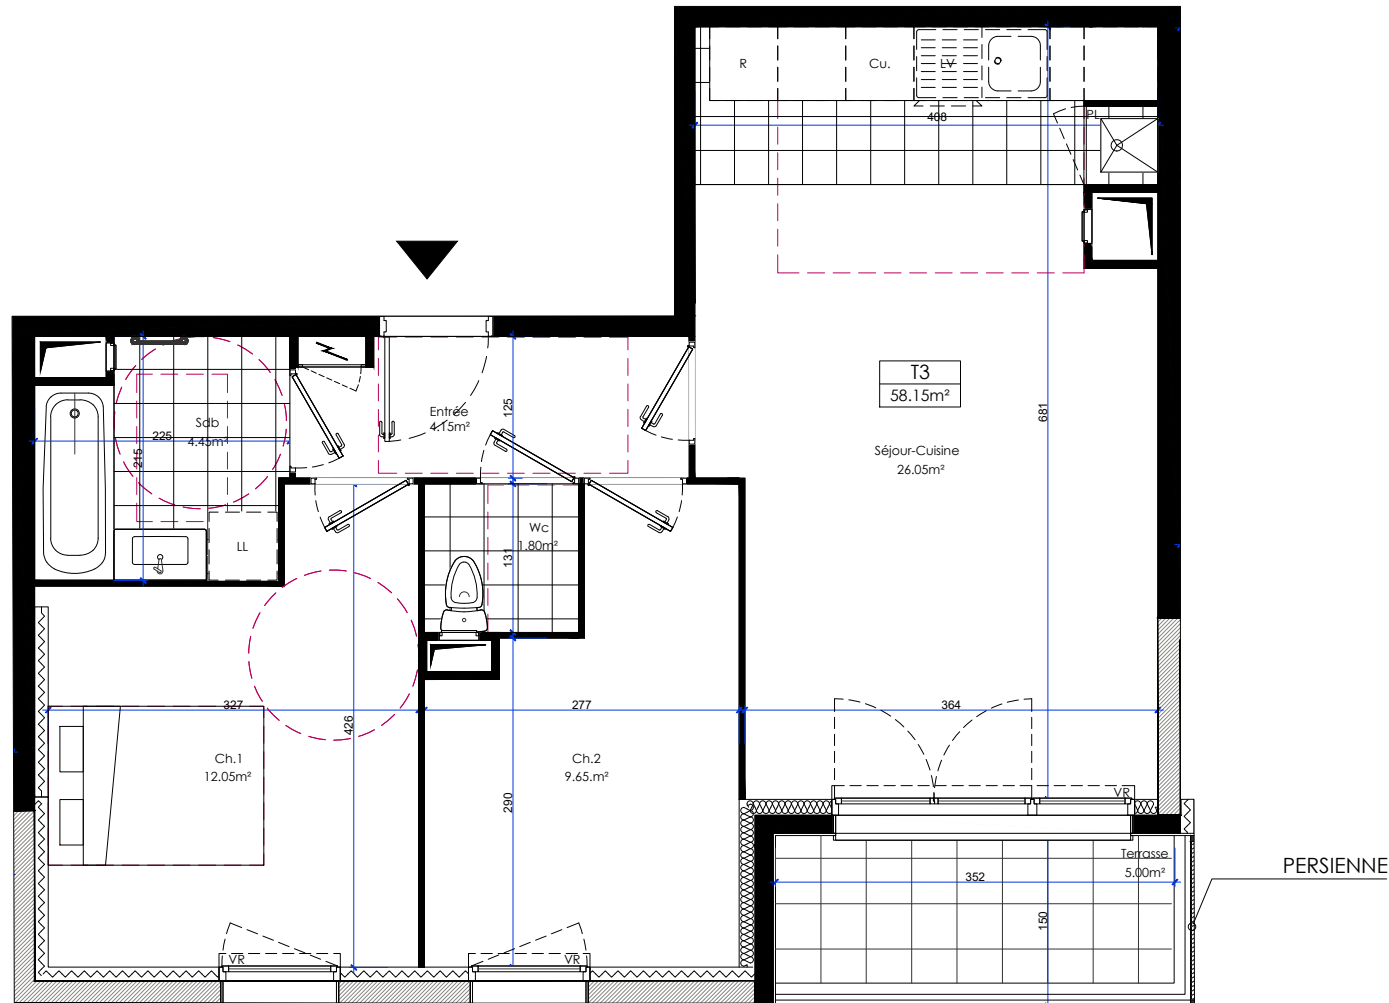 R
Cu.
LV
408
PL
T3
58.15m²
681
Séjour-Cuisine
26.05m²
Entrée
4.15m²
125
Sdb
4.45m²
225
215
LL
Wc
1.80m²
131
327
277
364
426
Ch.1
12.05m²
Ch.2
9.65.m²
290
VR
Terrasse
5.00m²
352
150
PERSIENNE
VR
VR